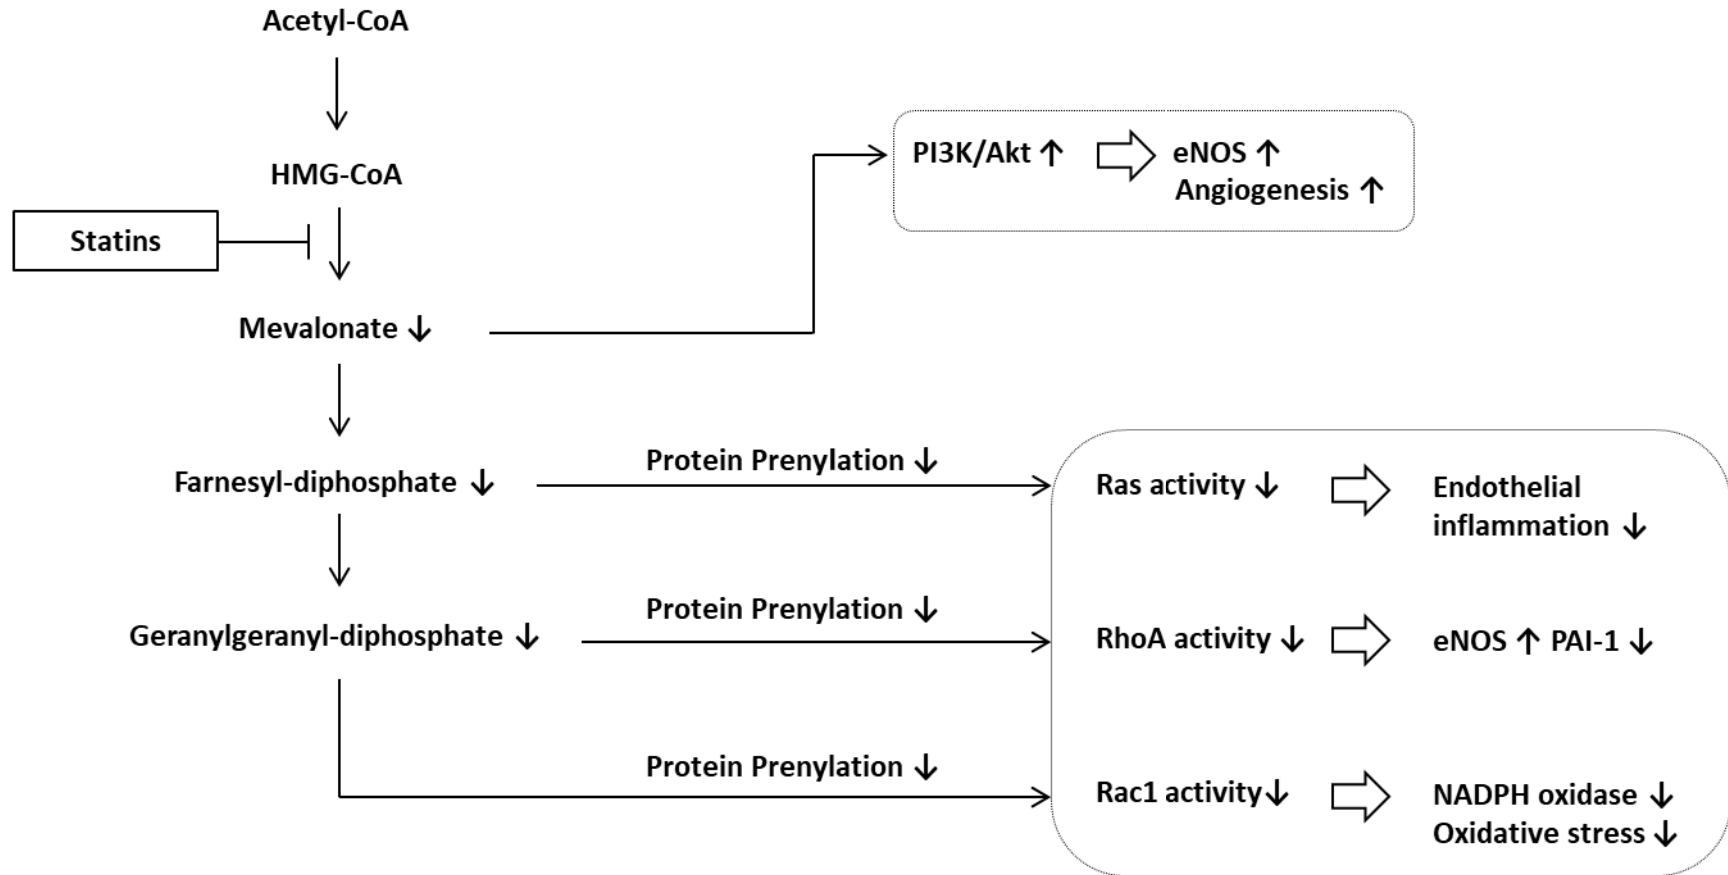 Acetyl-CoA
HMG-CoA
Statins
Mevalonate ↓
PI3K/Akt ↑
eNOS ↑
Angiogenesis ↑
Farnesyl-diphosphate ↓
Protein Prenylation ↓
Ras activity ↓
Endothelial
inflammation ↓
Geranylgeranyl-diphosphate ↓
Protein Prenylation ↓
RhoA activity ↓
eNOS ↑ PAI-1 ↓
Protein Prenylation ↓
Rac1 activity↓
NADPH oxidase ↓
Oxidative stress ↓